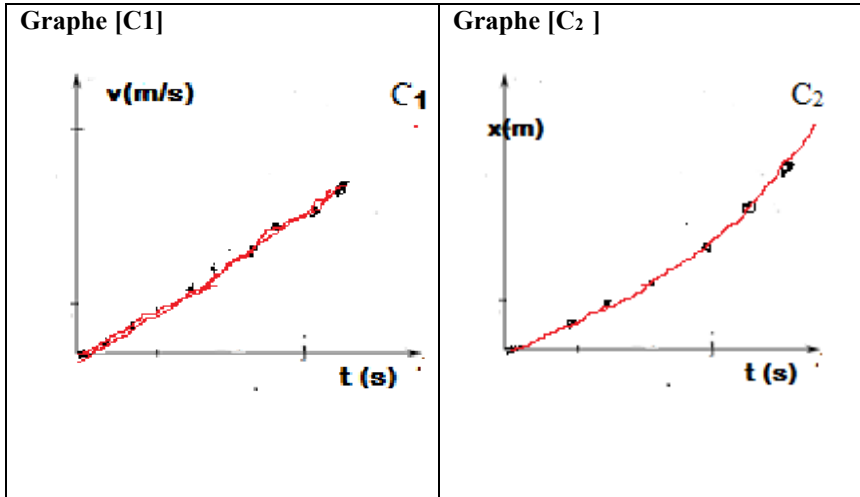 Graphe [C1]
v(m/s)
C1
t (s)
Graphe [C₂ ]
x(m)
C2
t (s)